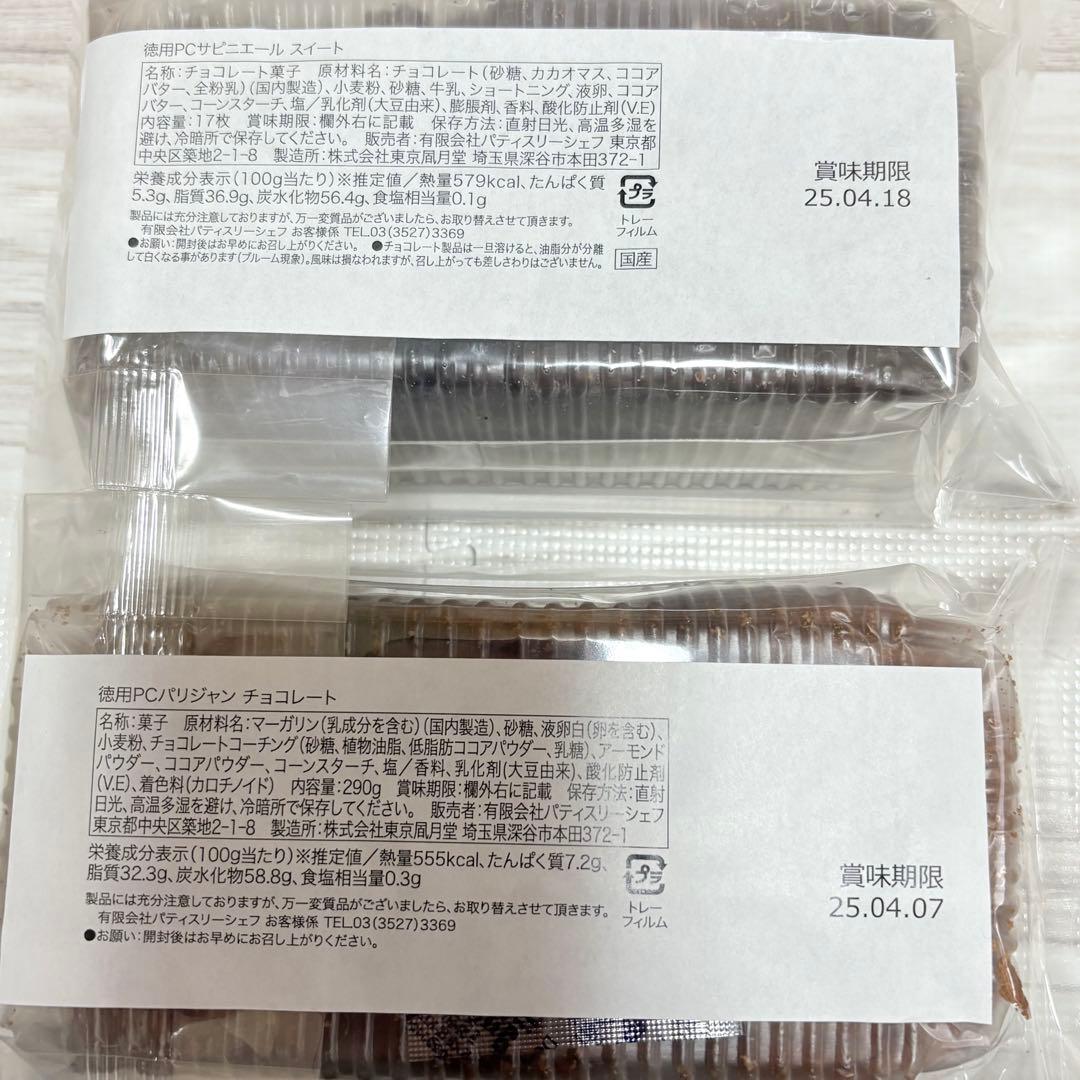 徳用PCサピニエール スイート
名称：チョコレート菓子　原材料名：チョコレート（砂糖、カカオマス、ココア
バター、全粉乳）（国内製造）、小麦粉、砂糖、牛乳、ショートニング、液卵、ココア
バター、コーンスターチ、塩／乳化剤（大豆由来）、膨脹剤、香料、酸化防止剤（V.E）
内容量：17枚　賞味期限：欄外右に記載　保存方法：直射日光、高温多湿を
避け、冷暗所で保存してください。　販売者：有限会社パティスリーシェフ 東京都
中央区築地2-1-8　製造所：株式会社東京凮月堂 埼玉県深谷市本田372-1
栄養成分表示（100g当たり）※推定値／熱量579kcal、たんぱく質
5.3g、脂質36.9g、炭水化物56.4g、食塩相当量0.1g
製品には充分注意しておりますが、万一変質品がございましたら、お取り替えさせて頂きます。
有限会社パティスリーシェフ お客様係 TEL.03（3527）3369
●お願い：開封後はお早めにお召し上がりください。　●チョコレート製品は一旦溶けると、油脂分が分離
して白くなる事があります（ブルーム現象）。風味は損なわれますが、召し上がっても差しさわりはございません。
プラ
トレー
フィルム
国産
賞味期限
25.04.18
徳用PCパリジャン チョコレート
名称：菓子　原材料名：マーガリン（乳成分を含む）（国内製造）、砂糖、液卵白（卵を含む）、
小麦粉、チョコレートコーチング（砂糖、植物油脂、低脂肪ココアパウダー、乳糖）、アーモンド
パウダー、ココアパウダー、コーンスターチ、塩／香料、乳化剤（大豆由来）、酸化防止剤
（V.E）、着色料（カロチノイド）　内容量：290g　賞味期限：欄外右に記載　保存方法：直射
日光、高温多湿を避け、冷暗所で保存してください。　販売者：有限会社パティスリーシェフ
東京都中央区築地2-1-8　製造所：株式会社東京凮月堂 埼玉県深谷市本田372-1
栄養成分表示（100g当たり）※推定値／熱量555kcal、たんぱく質7.2g、
脂質32.3g、炭水化物58.8g、食塩相当量0.3g
製品には充分注意しておりますが、万一変質品がございましたら、お取り替えさせて頂きます。
有限会社パティスリーシェフ お客様係 TEL.03（3527）3369
●お願い：開封後はお早めにお召し上がりください。
プラ
トレー
フィルム
賞味期限
25.04.07